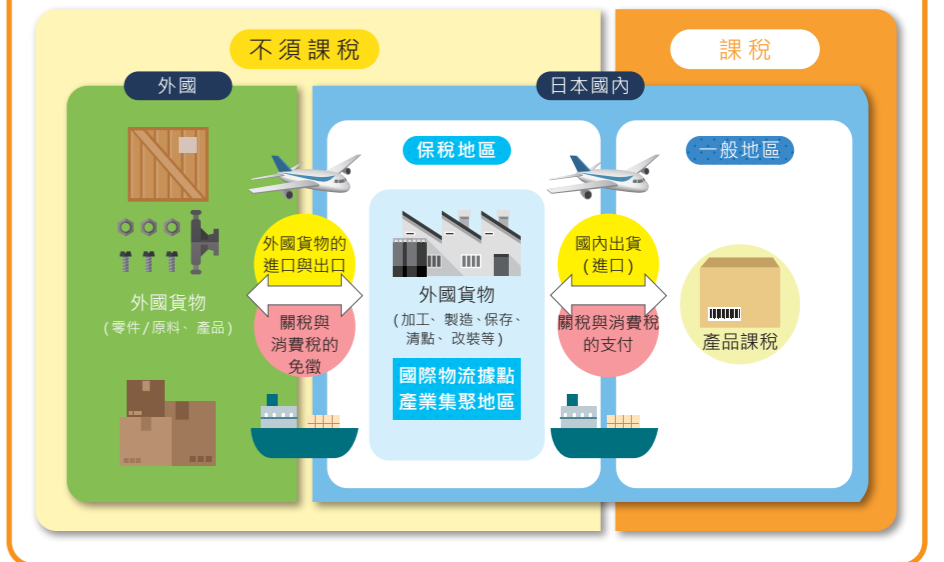 不須課稅
課稅
外國
日本國內
保稅地區
一般地區
外國貨物的
進口與出口
國內出貨
(進口)
外國貨物
(零件/原料、產品)
外國貨物
(加工、製造、保存、
清點、改裝等)
關稅與
消費稅的
免徵
關稅與消費稅
的支付
產品課稅
國際物流據點
產業集聚地區